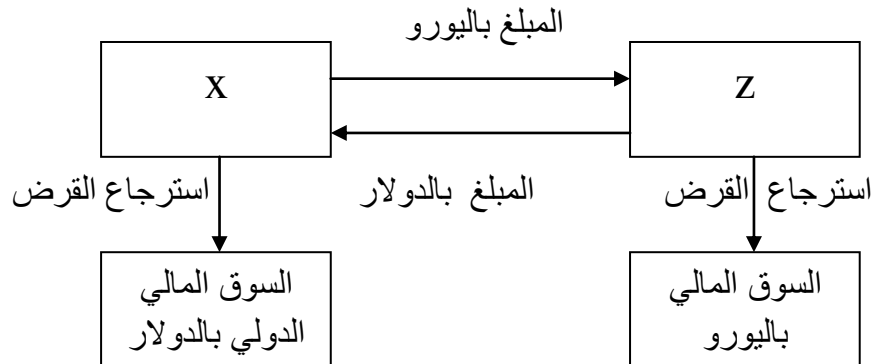 المبلغ باليورو
X
Z
المبلغ بالدولار
استرجاع القرض
استرجاع القرض
السوق المالي
الدولي بالدولار
السوق المالي
باليورو